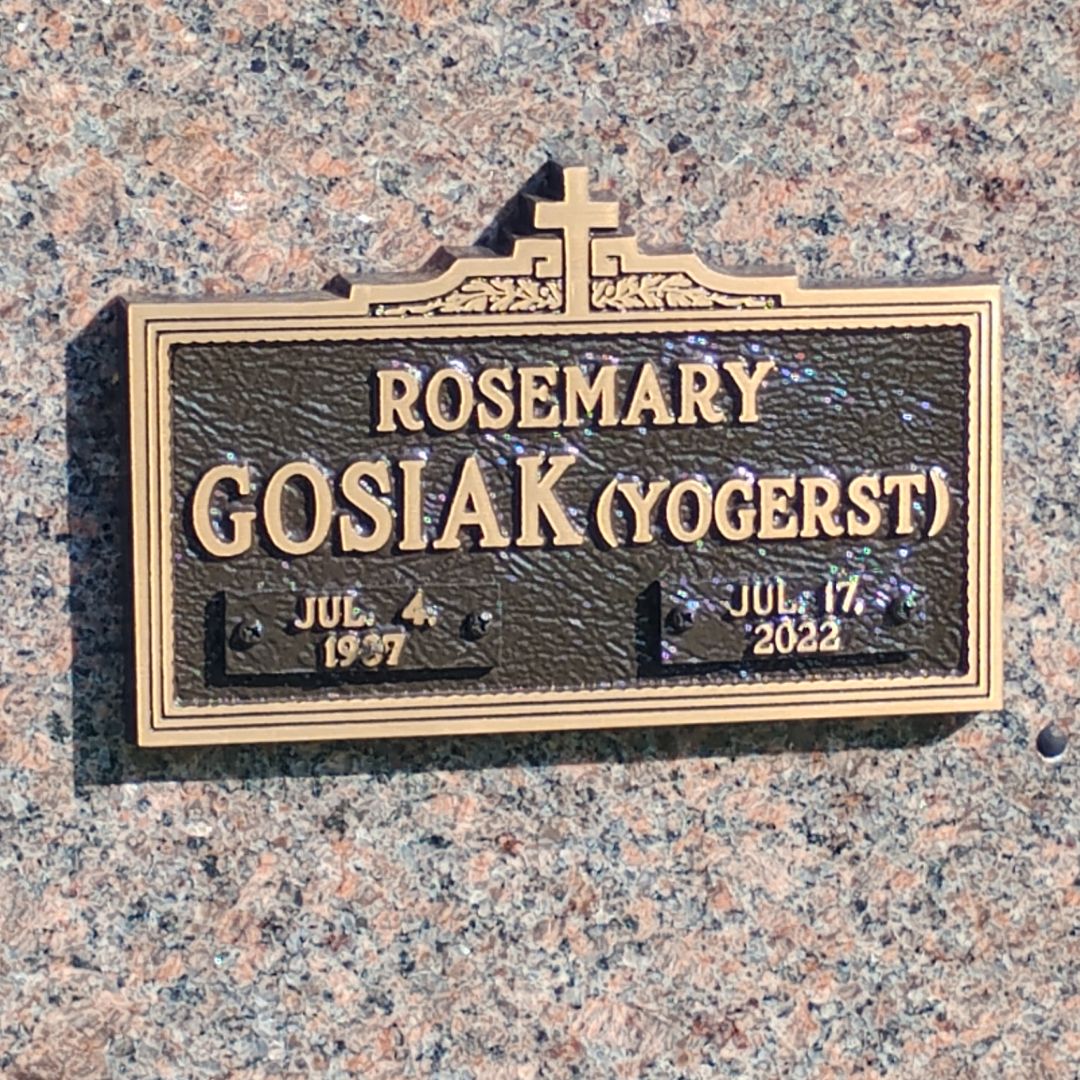 ROSEMARY
GOSIAK (YOGERST)
JUL. 4,
1937
JUL. 17,
2022